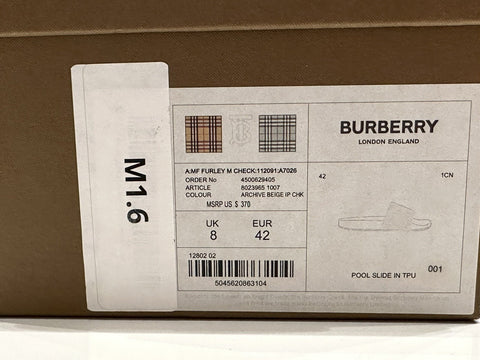 M1.6
A:MF FURLEY M CHECK:112091:A7026
ORDER No 4500629405
ARTICLE 8023965 1007
COLOUR ARCHIVE BEIGE IP CHK
MSRP US $ 370
UK EUR
8 42
12802 02
5045620863104
BURBERRY
LONDON ENGLAND
42 1CN
POOL SLIDE IN TPU 001